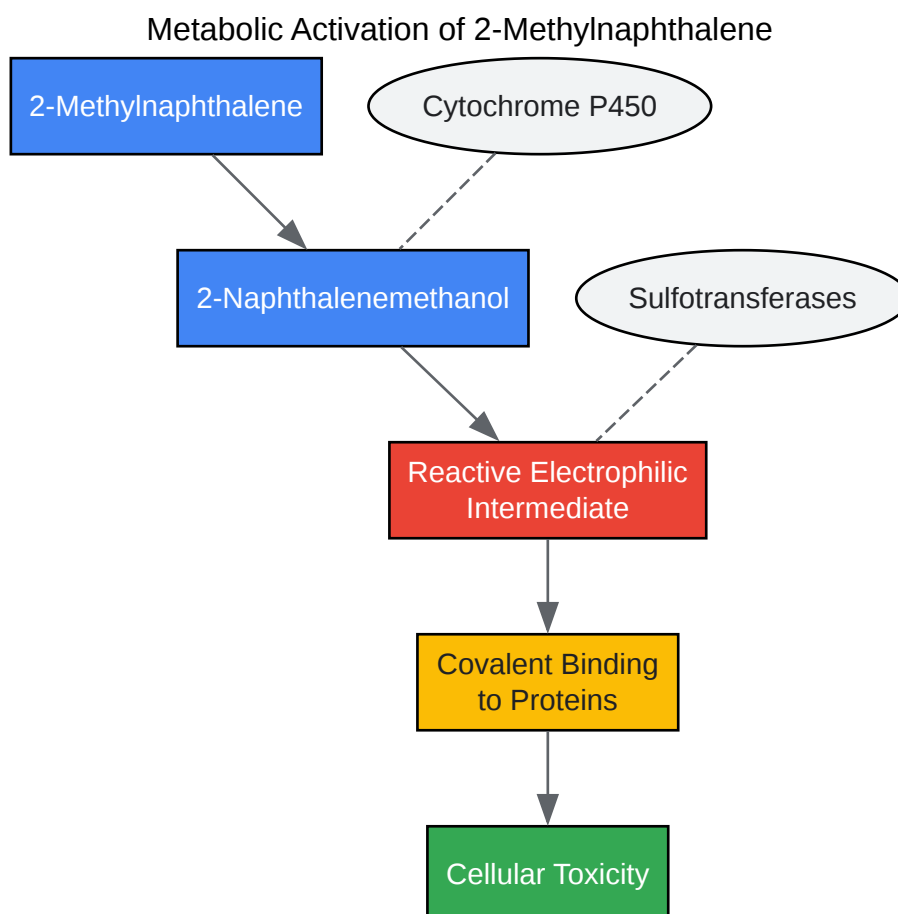 Metabolic Activation of 2-Methylnaphthalene
2-Methylnaphthalene
Cytochrome P450
2-Naphthalenemethanol
Sulfotransferases
Reactive Electrophilic
Intermediate
Covalent Binding
to Proteins
Cellular Toxicity